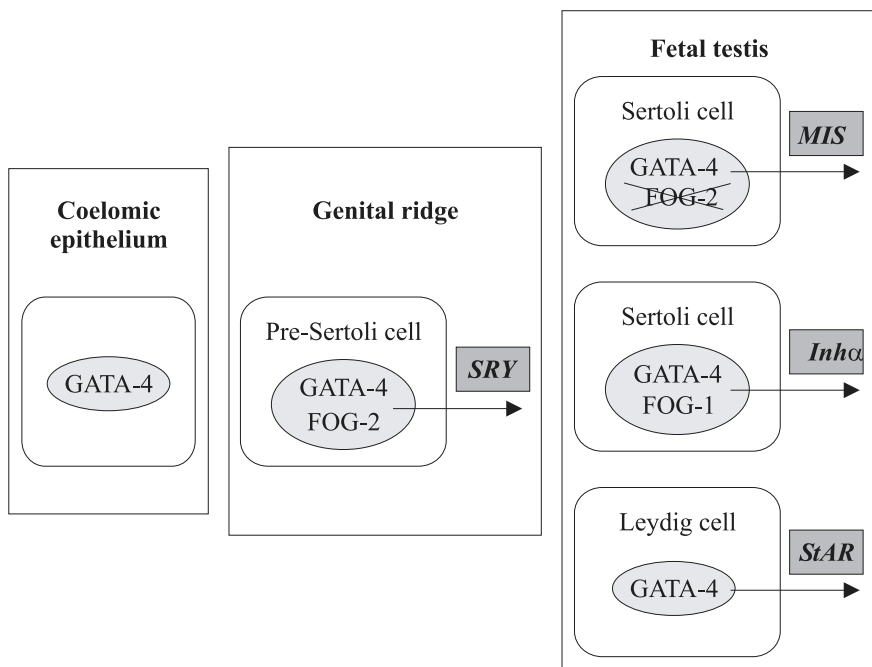 Coelomic
epithelium
GATA-4
Genital ridge
Pre-Sertoli cell
GATA-4
FOG-2
SRY
Fetal testis
Sertoli cell
GATA-4
FOG-2
MIS
Sertoli cell
GATA-4
FOG-1
Inhα
Leydig cell
GATA-4
StAR